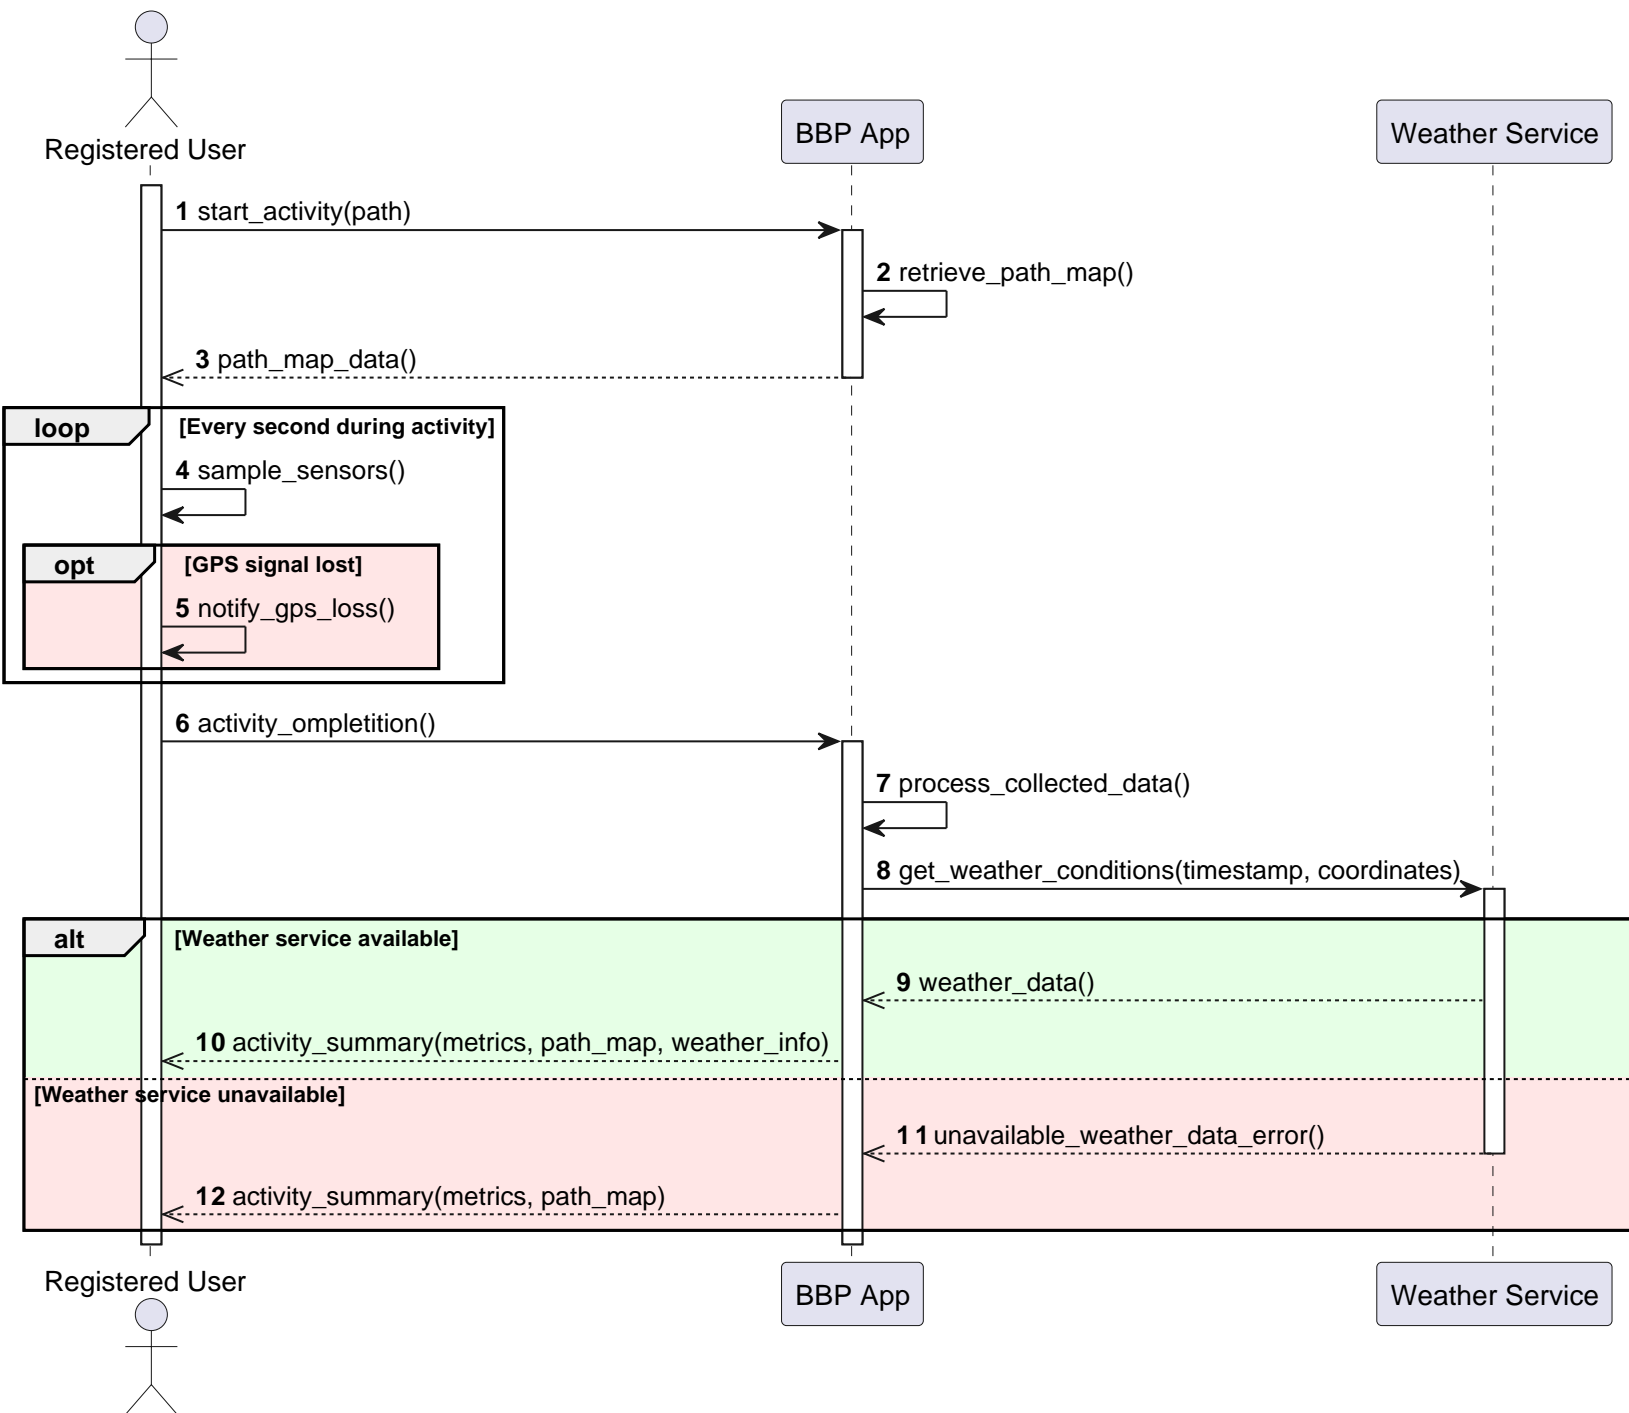 Registered User
BBP App
Weather Service
1 start_activity(path)
2 retrieve_path_map()
3 path_map_data()
loop
[Every second during activity]
4 sample_sensors()
opt
[GPS signal lost]
5 notify_gps_loss()
6 activity_ompletition()
7 process_collected_data()
8 get_weather_conditions(timestamp, coordinates)
alt
[Weather service available]
9 weather_data()
10 activity_summary(metrics, path_map, weather_info)
[Weather service unavailable]
11 unavailable_weather_data_error()
12 activity_summary(metrics, path_map)
Registered User
BBP App
Weather Service